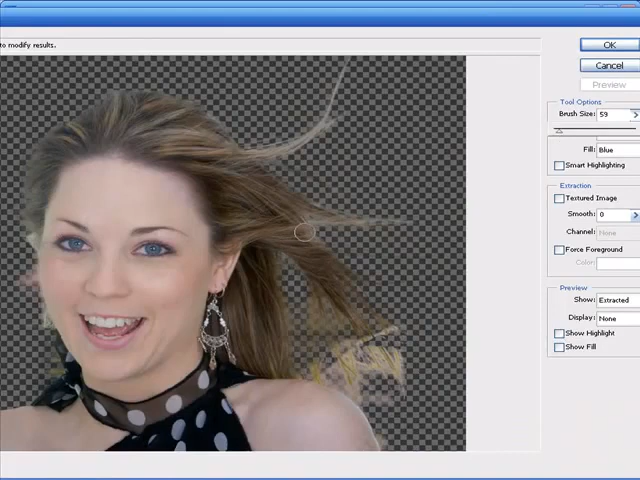 to modify results.
OK
Cancel
Preview
Tool Options
Brush Size: 59
Fill: Blue
Smart Highlighting
Extraction
Textured Image
Smooth: 0
Channel: None
Force Foreground
Color:
Preview
Show: Extracted
Display: None
Show Highlight
Show Fill